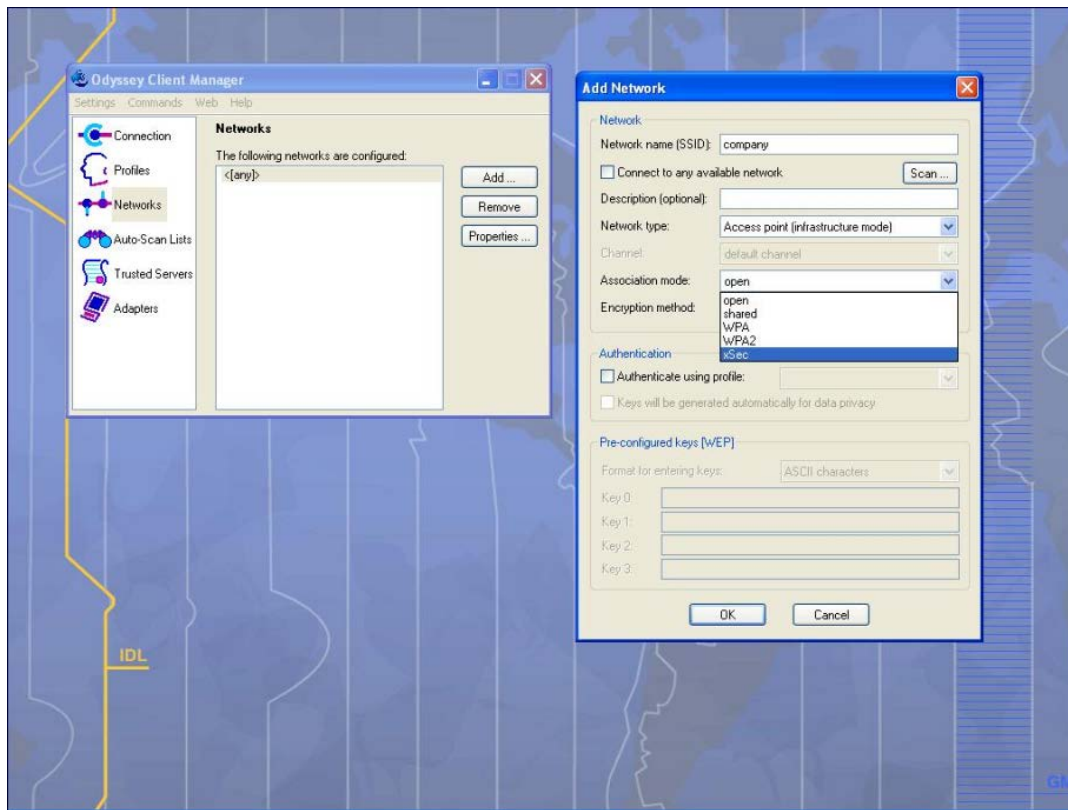 Odyssey Client Manager
Settings Commands Web Help
Connection
Profiles
Networks
Auto-Scan Lists
Trusted Servers
Adapters
Networks
The following networks are configured:
<[any]>
Add ...
Remove
Properties ...
Add Network
Network
Network name (SSID): company
Connect to any available network
Scan ...
Description (optional):
Network type: Access point (infrastructure mode)
Channel: default channel
Association mode: open
open
shared
WPA
WPA2
xSec
Encryption method:
Authentication
Authenticate using profile:
Keys will be generated automatically for data privacy
Pre-configured keys [WEP]
Format for entering keys: ASCII characters
Key 0:
Key 1:
Key 2:
Key 3:
OK Cancel
IDL